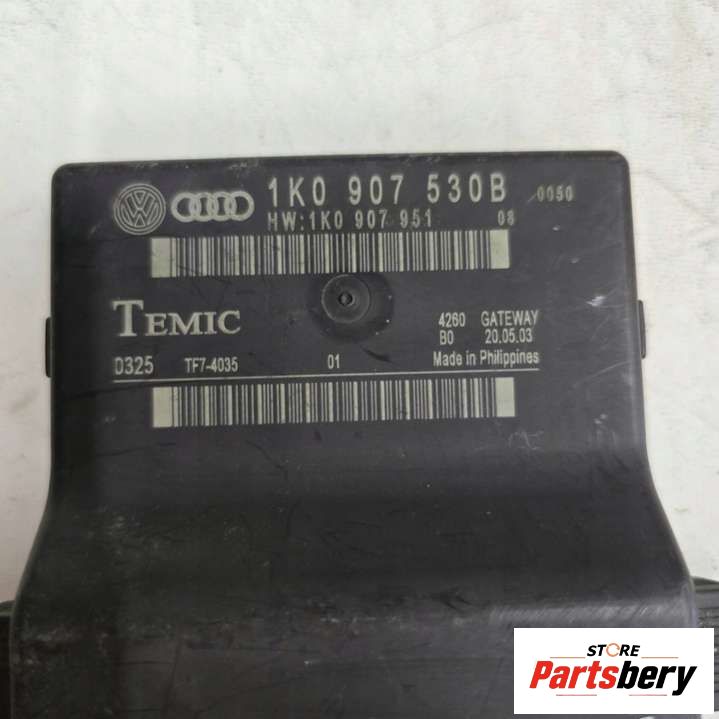 1K0 907 530B 0050
HW:1K0 907 951 08
TEMIC
4260 GATEWAY
B0 20.05.03
D325 TF7-4035 01 Made in Philippines
STORE
Partsbery